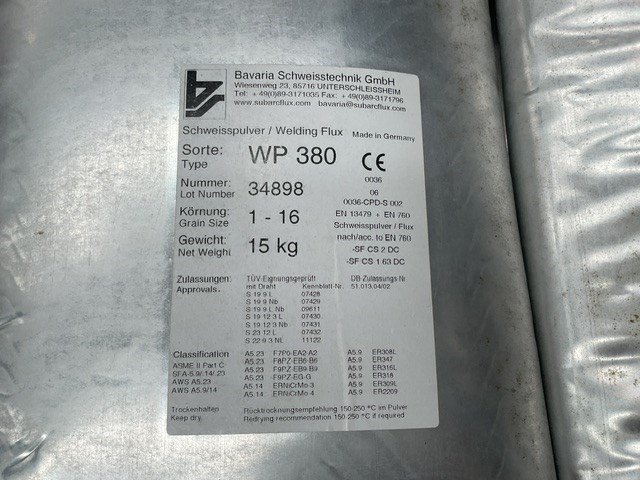 Bavaria Schweisstechnik GmbH
Wiesenweg 23, 85716 UNTERSCHLEISSHEIM
Tel: +49(0)89-3171035 Fax: +49(0)89-3171796
www.subarcflux.com bavaria@subarcflux.com
Schweisspulver / Welding Flux Made in Germany
Sorte: WP 380 CE
Type
0036
Nummer: 34898 06
Lot Number 0036-CPD-S 002
Körnung: 1 - 16 EN 13479 + EN 760
Grain Size Schweisspulver / Flux
Gewicht: 15 kg nach/acc. to EN 760
Net Weight -SF CS 2 DC
-SF CS 1 63 DC
Zulassungen: TÜV-Eignungsgeprüft DB-Zulassungs-Nr
Approvals. mit Draht Kennblatt-Nr. 51.013 04/02
S 19 9 L 07428
S 19 9 Nb 07429
S 19 9 L Nb 09611
S 19 12 3 L 07430
S 19 12 3 Nb 07431
S 23 12 L 07432
S 22 9 3 NE 11122
Classification A5.23 F7P0-EA2-A2 A5.9 ER308L
ASME II Part C A5.23 F8PZ-EB6-B6 A5.9 ER347
SFA-5.9/.14/.23 A5.23 F9PZ-EB9-B9 A5.9 ER316L
AWS A5.23 A5.23 F9PZ-EG-G A5.9 ER318
AWS A5.9/14 A5.14 ERNiCrMo-3 A5.9 ER309L
A5.14 ERNiCrMo-4 A5.9 ER2209
Trockenhalten Rücktrocknungsempfehlung 150-250 °C im Pulver
Keep dry. Redrying recommendation 150-250 °C if required